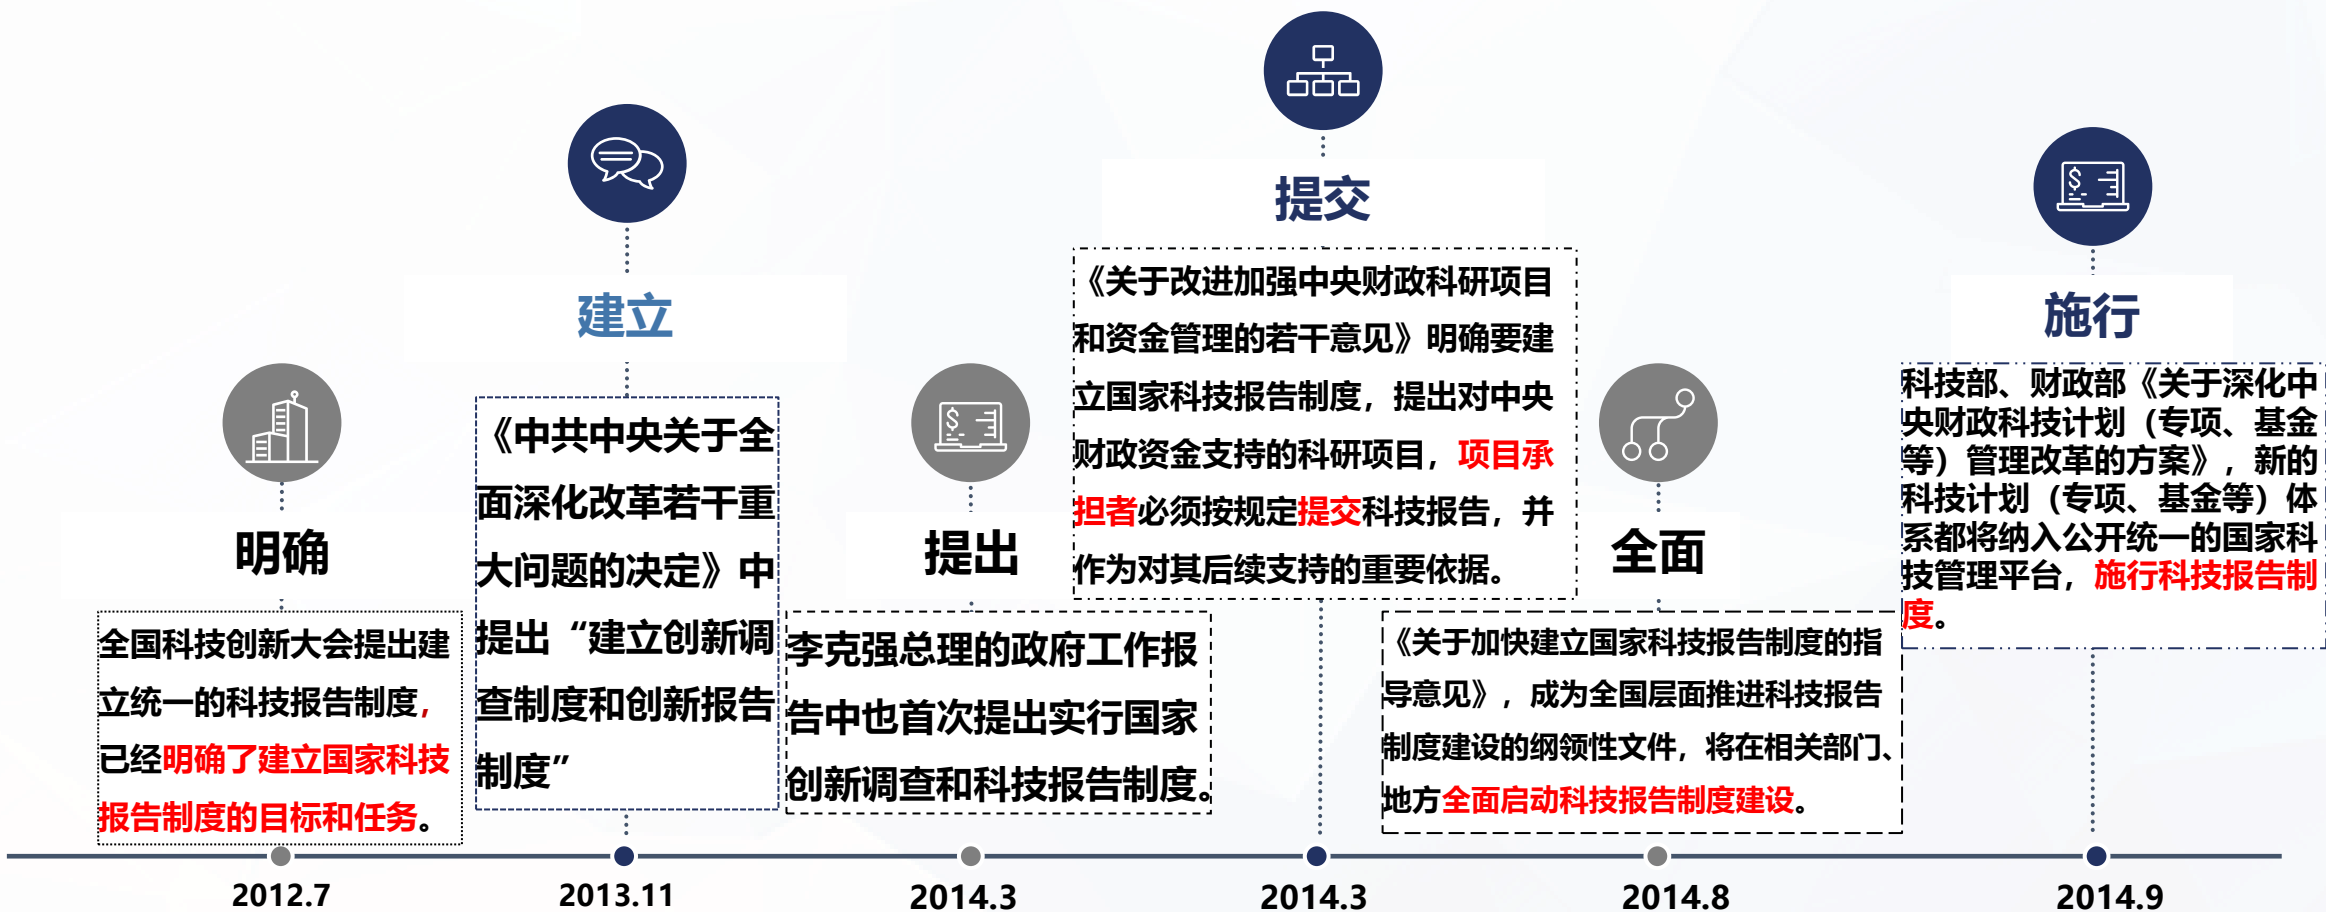 明确
全国科技创新大会提出建
立统一的科技报告制度，
已经明确了建立国家科技
报告制度的目标和任务。
2012.7
建立
《中共中央关于全
面深化改革若干重
大问题的决定》中
提出“建立创新调
查制度和创新报告
制度”
2013.11
提出
李克强总理的政府工作报
告中也首次提出实行国家
创新调查和科技报告制度。
2014.3
提交
《关于改进加强中央财政科研项目
和资金管理的若干意见》明确要建
立国家科技报告制度，提出对中央
财政资金支持的科研项目，项目承
担者必须按规定提交科技报告，并
作为对其后续支持的重要依据。
2014.3
全面
《关于加快建立国家科技报告制度的指
导意见》，成为全国层面推进科技报告
制度建设的纲领性文件，将在相关部门、
地方全面启动科技报告制度建设。
2014.8
施行
科技部、财政部《关于深化中
央财政科技计划（专项、基金
等）管理改革的方案》，新的
科技计划（专项、基金等）体
系都将纳入公开统一的国家科
技管理平台，施行科技报告制
度。
2014.9